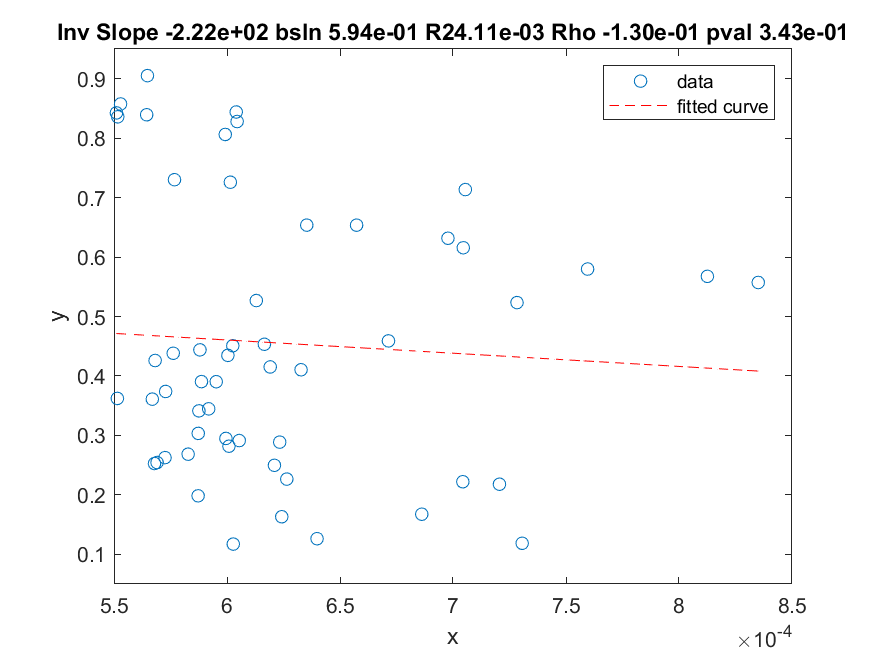 Inv Slope -2.22e+02 bsln 5.94e-01 R24.11e-03 Rho -1.30e-01 pval 3.43e-01
data
fitted curve
0.9
0.8
0.7
0.6
0.5
0.4
0.3
0.2
0.1
y
5.5 6 6.5 7 7.5 8 8.5
x
×10⁻⁴